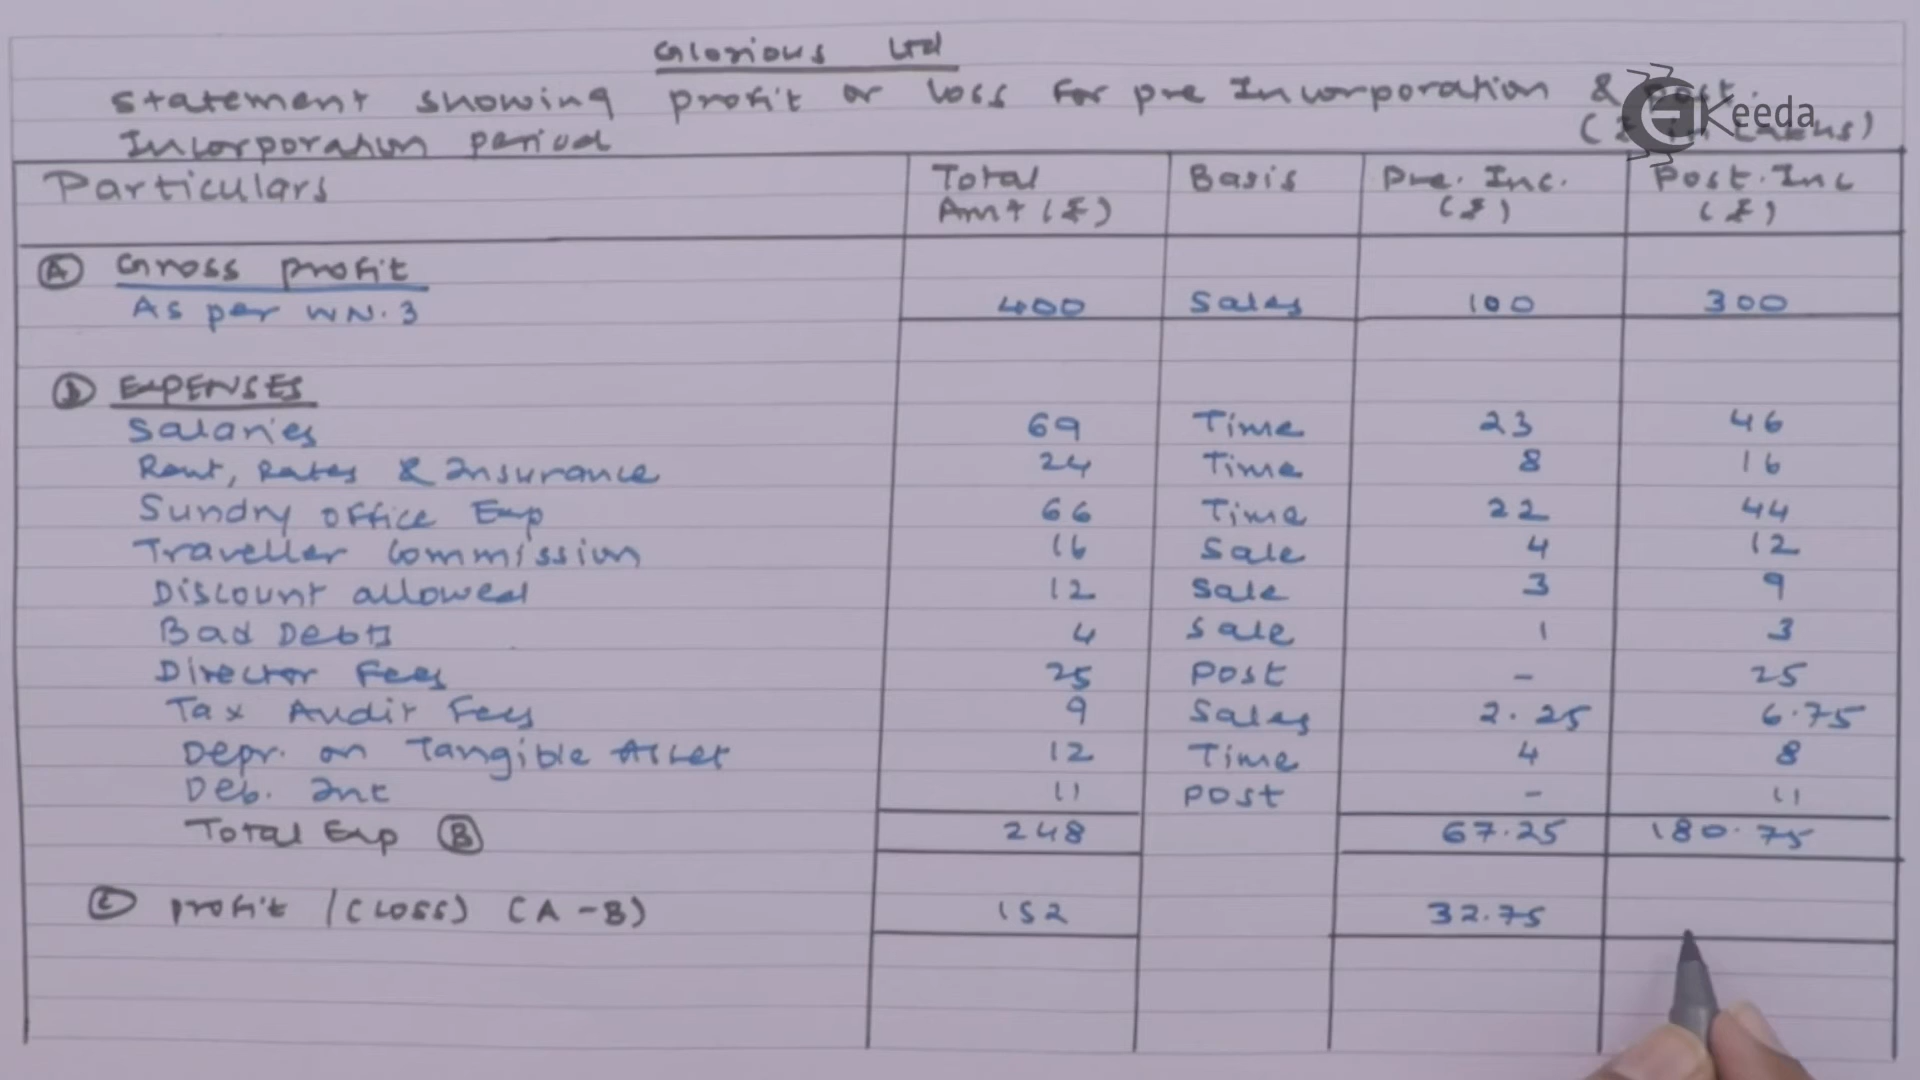 Glorious Ltd
Statement showing profit or loss for pre Incorporation &
Incorporation period
Keeda
Particulars Total Amt (₹) Basis Pre. Inc. (₹) Post. Inc (₹)
(A) Gross profit
As per WN.3 400 Sales 100 300
(B) EXPENSES
Salaries 69 Time 23 46
Rent, Rates & Insurance 24 Time 8 16
Sundry office Exp 66 Time 22 44
Traveller Commission 16 Sale 4 12
Discount allowed 12 Sale 3 9
Bad Debts 4 Sale 1 3
Director Fees 25 Post - 25
Tax Audit Fees 9 Sales 2.25 6.75
Depr. on Tangible Asset 12 Time 4 8
Deb. Int 11 Post - 11
Total Exp (B) 248 67.25 180.75
(C) Profit / (Loss) (A - B) 152 32.75